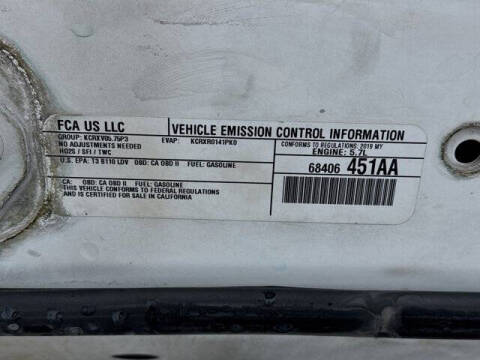 FCA US LLC
VEHICLE EMISSION CONTROL INFORMATION
GROUP: KCRXV05.75P3 EVAP: KCRXR0141PK0
CONFORMS TO REGULATIONS: 2019 MY
NO ADJUSTMENTS NEEDED
ENGINE: 5.7L
HO2S / SFI / TWC
U.S. EPA: T3 B110 LDV OBD: CA OBD II FUEL: GASOLINE
68406 451AA
CA: OBD: CA OBD II FUEL: GASOLINE
THIS VEHICLE CONFORMS TO FEDERAL REGULATIONS
AND IS CERTIFIED FOR SALE IN CALIFORNIA